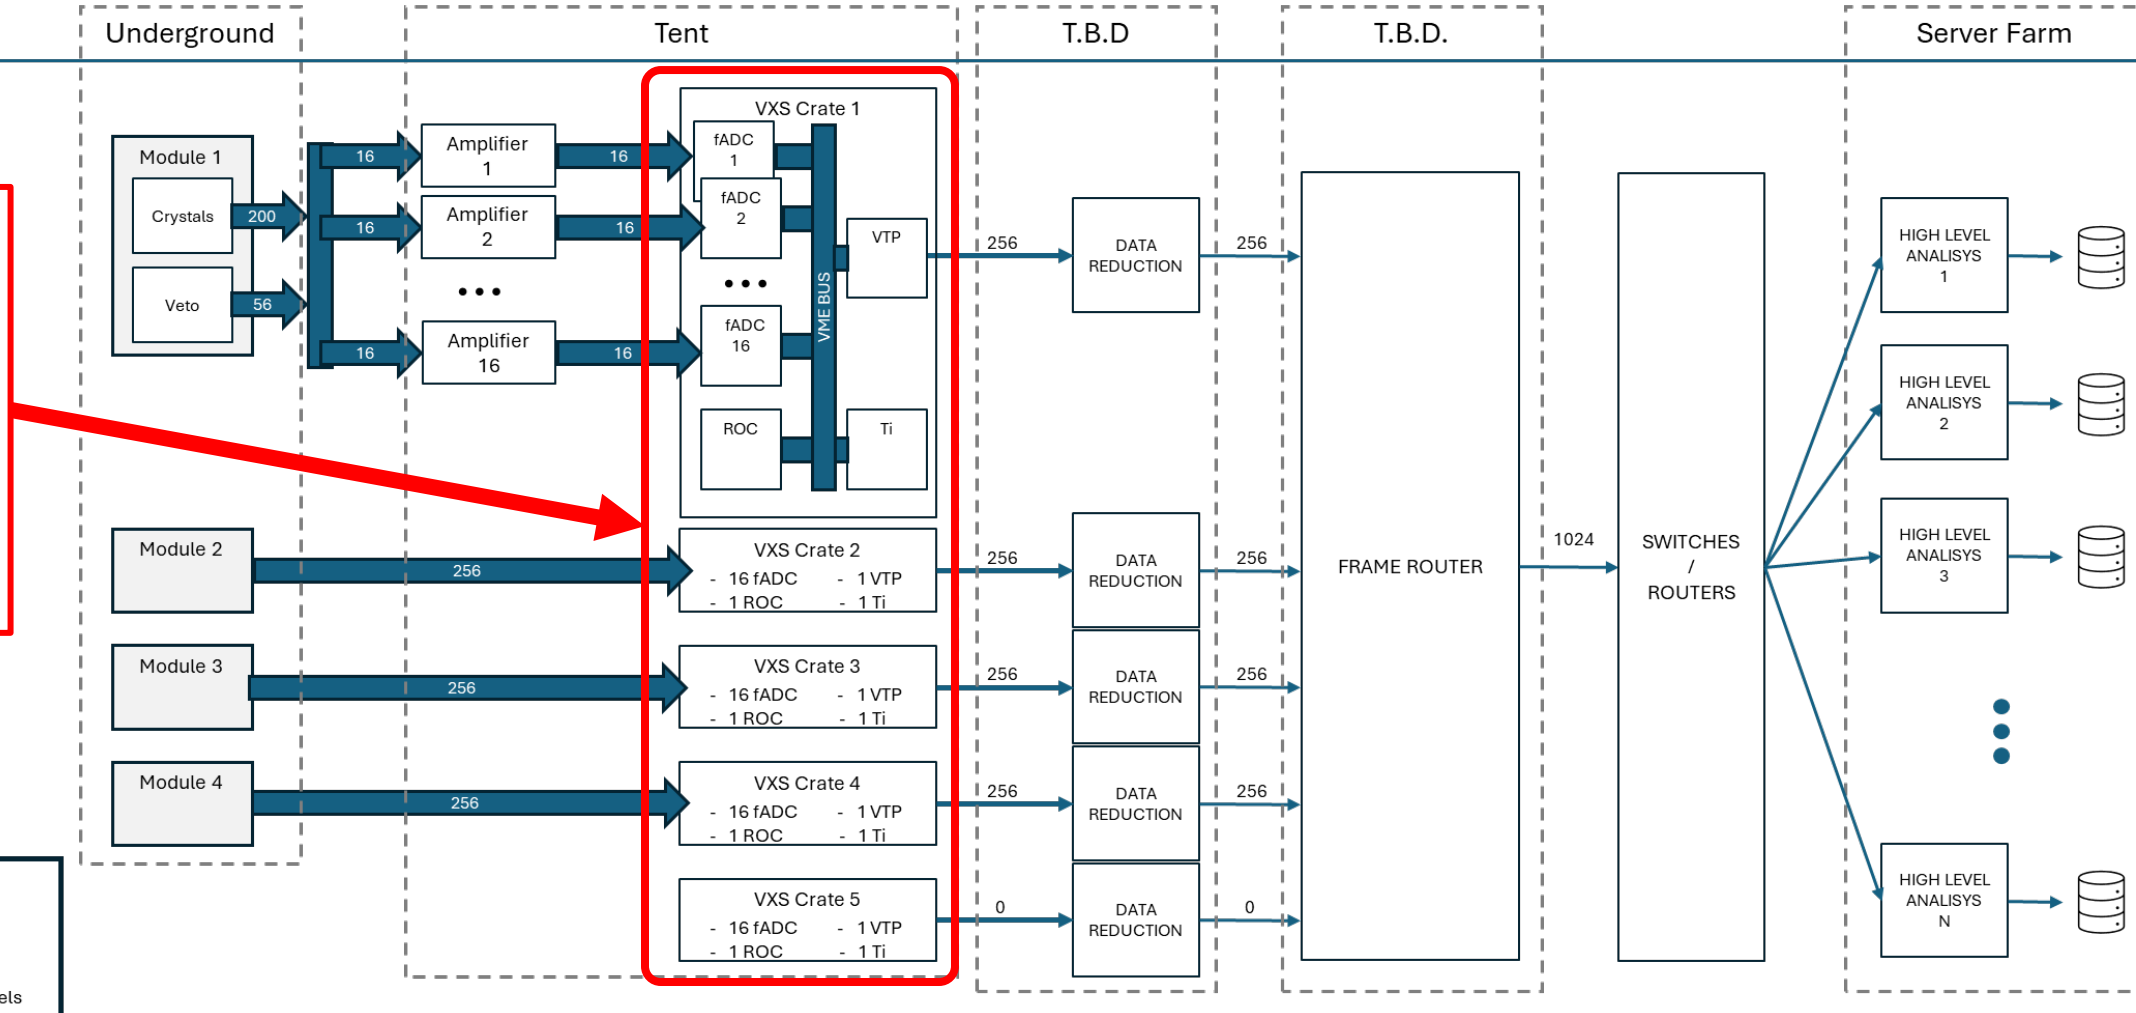 Underground
Tent
T.B.D
T.B.D.
Server Farm
Module 1
Crystals
200
Veto
56
16
16
16
Amplifier
1
Amplifier
2
•••
Amplifier
16
16
16
16
VXS Crate 1
fADC
1
fADC
2
•••
fADC
16
ROC
VME BUS
VTP
Ti
256
DATA
REDUCTION
256
Module 2
256
VXS Crate 2
- 16 fADC - 1 VTP
- 1 ROC - 1 Ti
256
DATA
REDUCTION
256
Module 3
256
VXS Crate 3
- 16 fADC - 1 VTP
- 1 ROC - 1 Ti
256
DATA
REDUCTION
256
Module 4
256
VXS Crate 4
- 16 fADC - 1 VTP
- 1 ROC - 1 Ti
256
DATA
REDUCTION
256
VXS Crate 5
- 16 fADC - 1 VTP
- 1 ROC - 1 Ti
0
DATA
REDUCTION
0
FRAME ROUTER
1024
SWITCHES
/
ROUTERS
HIGH LEVEL
ANALISYS
1
HIGH LEVEL
ANALISYS
2
HIGH LEVEL
ANALISYS
3
HIGH LEVEL
ANALISYS
N
els